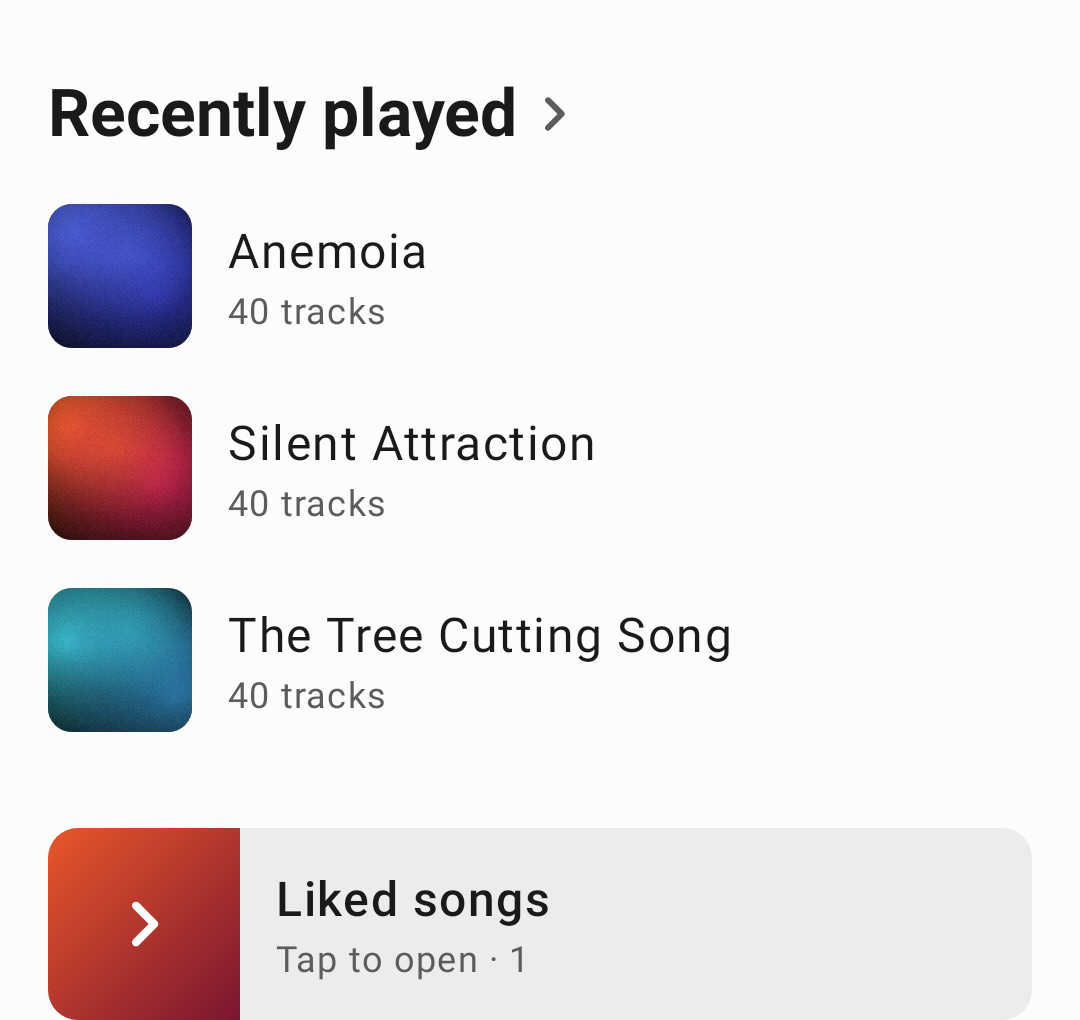 Recently played
Anemoia
40 tracks
Silent Attraction
40 tracks
The Tree Cutting Song
40 tracks
Liked songs
Tap to open · 1